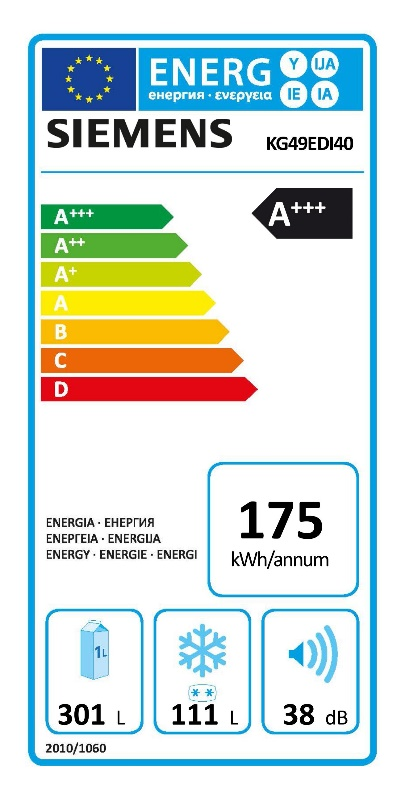 ENERG Y IJA
енергия · ενεργεια IE IA
SIEMENS KG49EDI40
A+++ A+++
A++
A+
A
B
C
D
175
kWh/annum
ENERGIA · ЕНЕРГИЯ
ΕΝΕΡΓΕΙΑ · ENERGIJA
ENERGY · ENERGIE · ENERGI
1L
301 L 111 L 38 dB
2010/1060